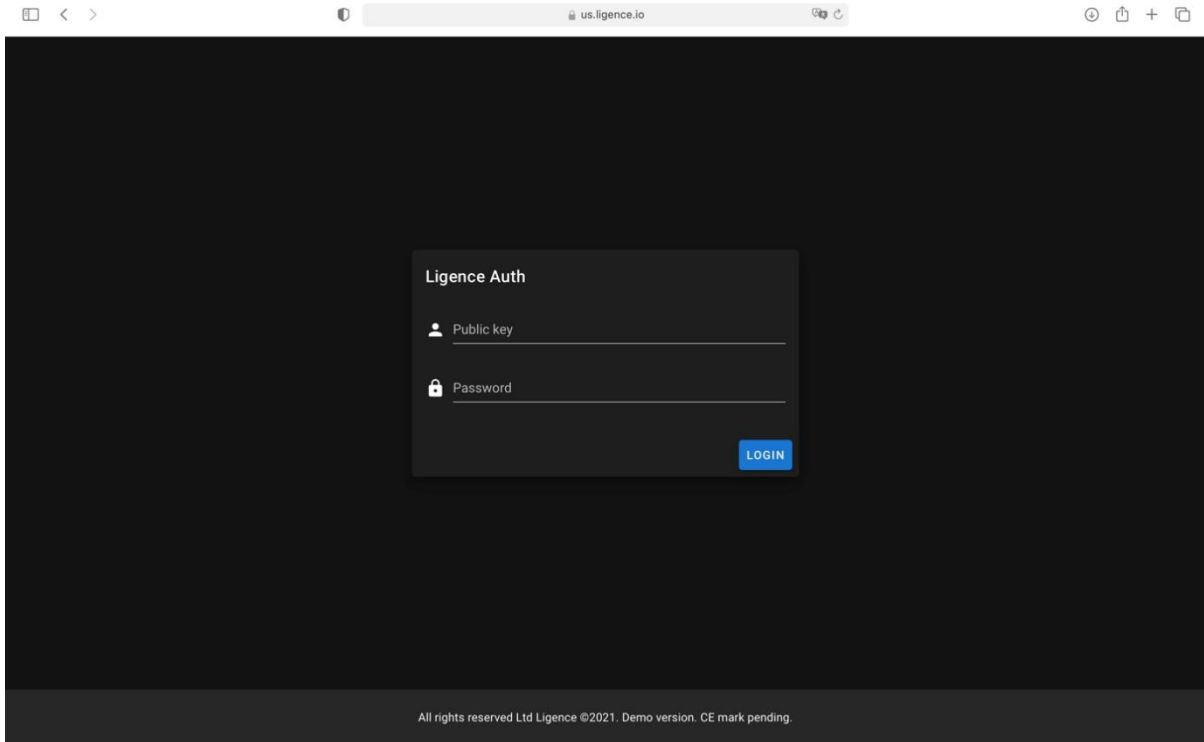 us.ligence.io
Ligence Auth
Public key
Password
LOGIN
All rights reserved Ltd Ligence ©2021. Demo version. CE mark pending.